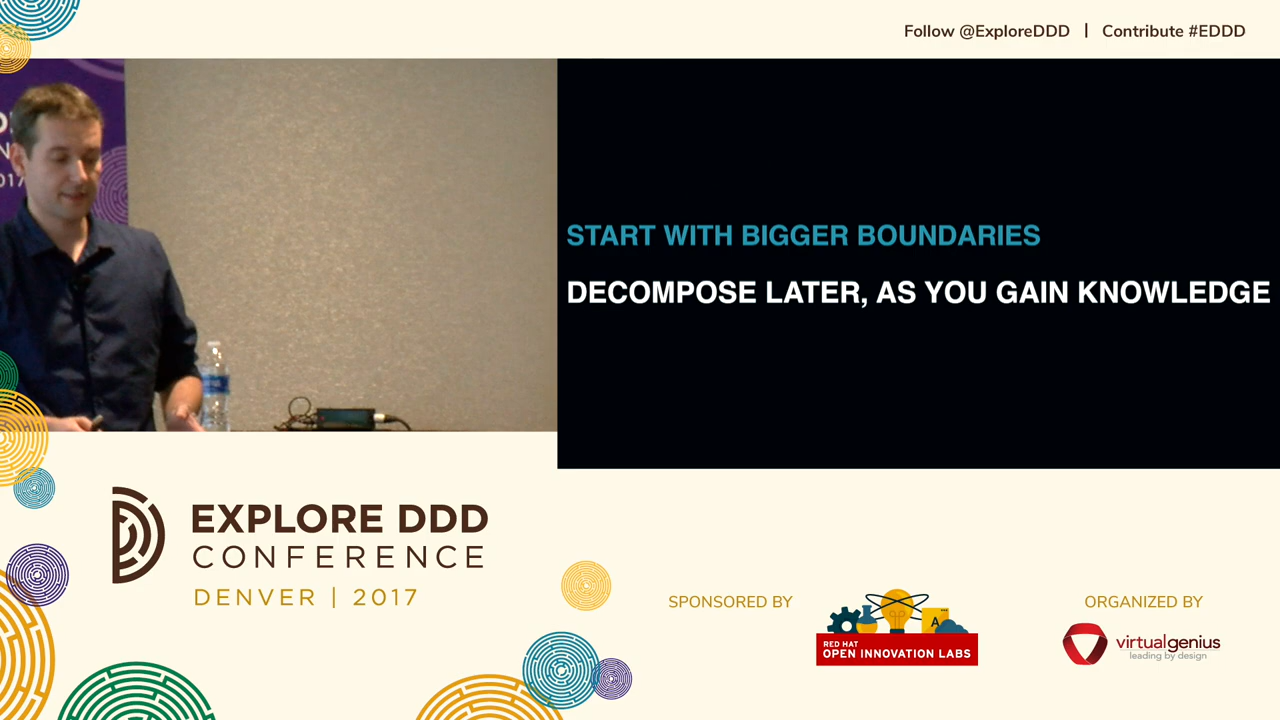 Follow @ExploreDDD | Contribute #EDDD
START WITH BIGGER BOUNDARIES
DECOMPOSE LATER, AS YOU GAIN KNOWLEDGE
EXPLORE DDD
CONFERENCE
DENVER | 2017
SPONSORED BY
RED HAT
OPEN INNOVATION LABS
A
ORGANIZED BY
virtualgenius
leading by design